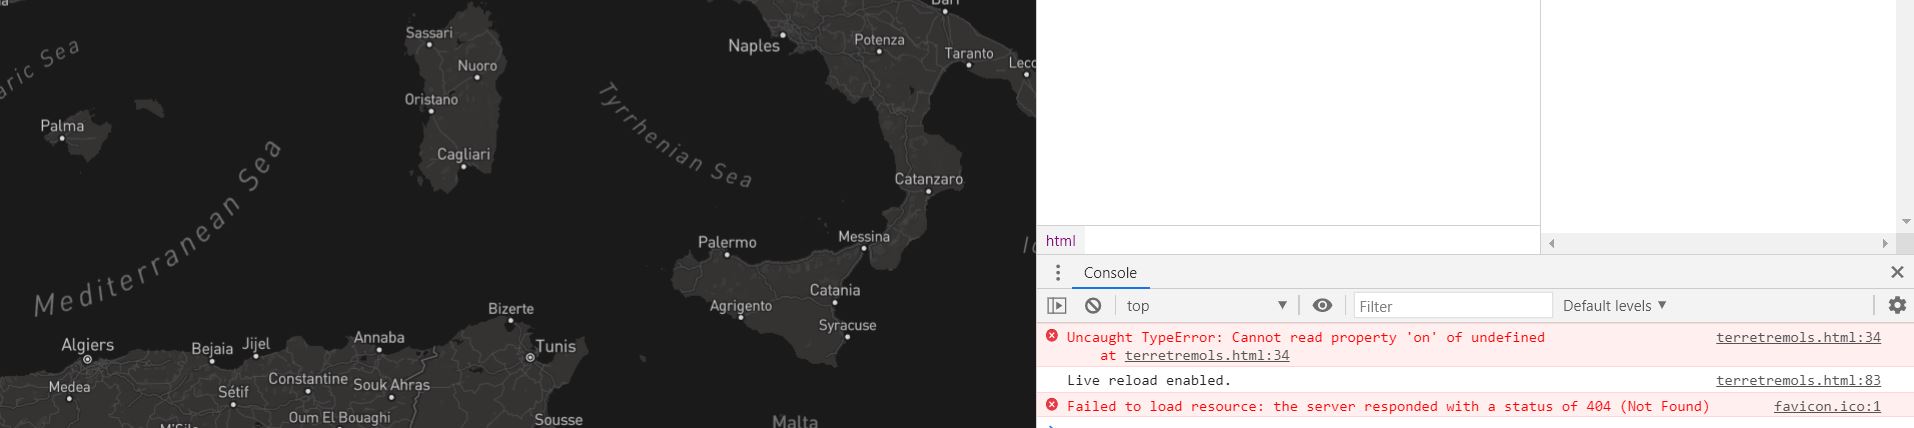 Bari
Sassari
Naples
Potenza
Taranto
aric Sea
Nuoro
Lecc
Oristano
Palma
Tyrrhenian Sea
Cagliari
Catanzaro
Mediterranean Sea
Messina
Palermo
Catania
Agrigento
Syracuse
Bizerte
Algiers
Bejaia
Jijel
Annaba
Tunis
Medea
Constantine
Souk Ahras
Sétif
Oum El Bouaghi
Sousse
Malta
M'Sila
html
Console
top
Filter
Default levels
Uncaught TypeError: Cannot read property 'on' of undefined terretremols.html:34
at terretremols.html:34
Live reload enabled. terretremols.html:83
Failed to load resource: the server responded with a status of 404 (Not Found) favicon.ico:1